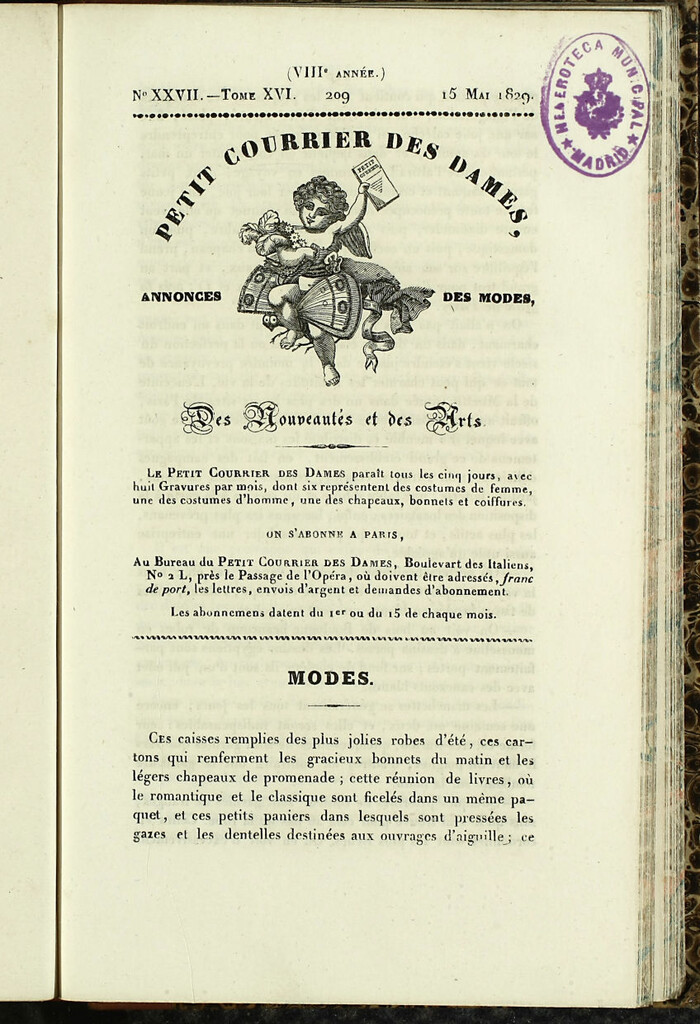 (VIIIᵉ ANNÉE.)
Nº XXVII. — TOME XVI. 209 15 MAI 1829.
HEMEROTECA MUNICIPAL
★ MADRID ★
PETIT COURRIER DES DAMES,
PETIT COURRIER
ANNONCES DES MODES,
Des Nouveautés et des Arts.
LE PETIT COURRIER DES DAMES paraît tous les cinq jours, avec
huit Gravures par mois, dont six représentent des costumes de femme,
une des costumes d'homme, une des chapeaux, bonnets et coiffures.
ON S'ABONNE A PARIS,
Au Bureau du PETIT COURRIER DES DAMES, Boulevart des Italiens,
Nº 2 L, près le Passage de l'Opéra, où doivent être adressés, franc
de port, les lettres, envois d'argent et demandes d'abonnement.
Les abonnemens datent du 1er ou du 15 de chaque mois.
MODES.
CES caisses remplies des plus jolies robes d'été, ces car-
tons qui renferment les gracieux bonnets du matin et les
légers chapeaux de promenade ; cette réunion de livres, où
le romantique et le classique sont ficelés dans un même pa-
quet, et ces petits paniers dans lesquels sont pressées les
gazes et les dentelles destinées aux ouvrages d'aiguille ; ce